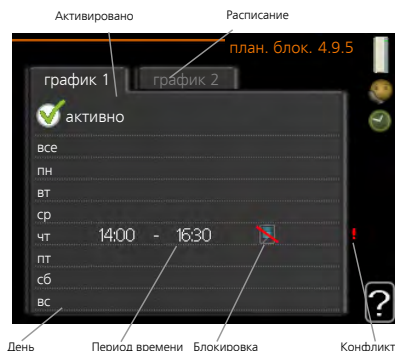 Активировано Расписание
план. блок. 4.9.5
график 1 график 2
активно
все
пн
вт
ср
чт 14:00 - 16:30 !
пт
сб
вс
?
День Период времени Блокировка Конфликт